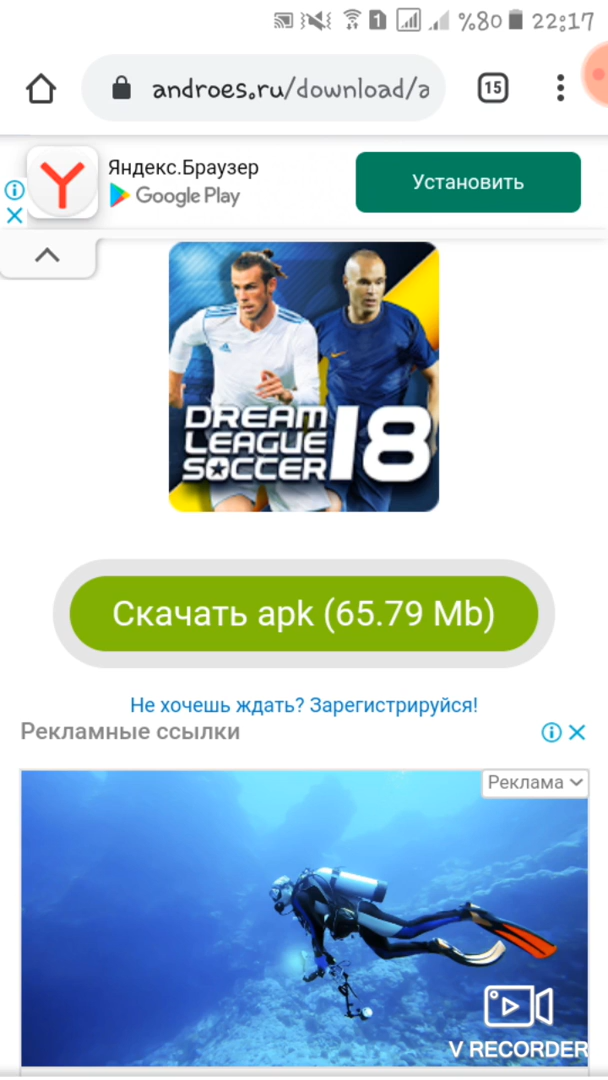 %80 22:17
androes.ru/download/a
15
Яндекс.Браузер
Google Play
Установить
DREAM
LEAGUE
SOCCER 18
Скачать apk (65.79 Mb)
Не хочешь ждать? Зарегистрируйся!
Рекламные ссылки
Реклама
V RECORDER